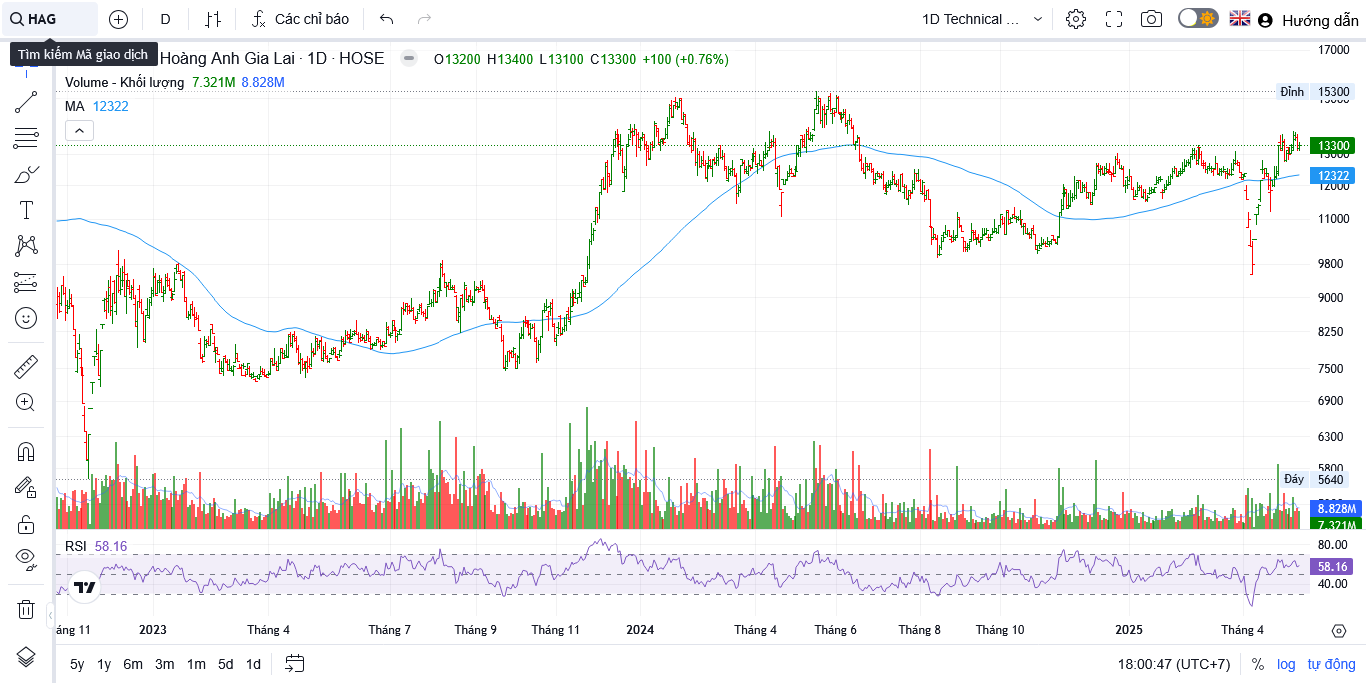 HAG D Các chỉ báo 1D Technical ... Hướng dẫn
Tìm kiếm Mã giao dịch
Hoàng Anh Gia Lai · 1D · HOSE O13200 H13400 L13100 C13300 +100 (+0.76%)
Volume - Khối lượng 7.321M 8.828M
MA 12322
17000
Đỉnh 15300
13300
13000
12322
12000
11000
9800
9000
8250
7500
6900
6300
5800
Đáy 5640
8.828M
7.321M
RSI 58.16
80.00
58.16
40.00
áng 11 2023 Tháng 4 Tháng 7 Tháng 9 Tháng 11 2024 Tháng 4 Tháng 6 Tháng 8 Tháng 10 2025 Tháng 4
5y 1y 6m 3m 1m 5d 1d 18:00:47 (UTC+7) % log tự động